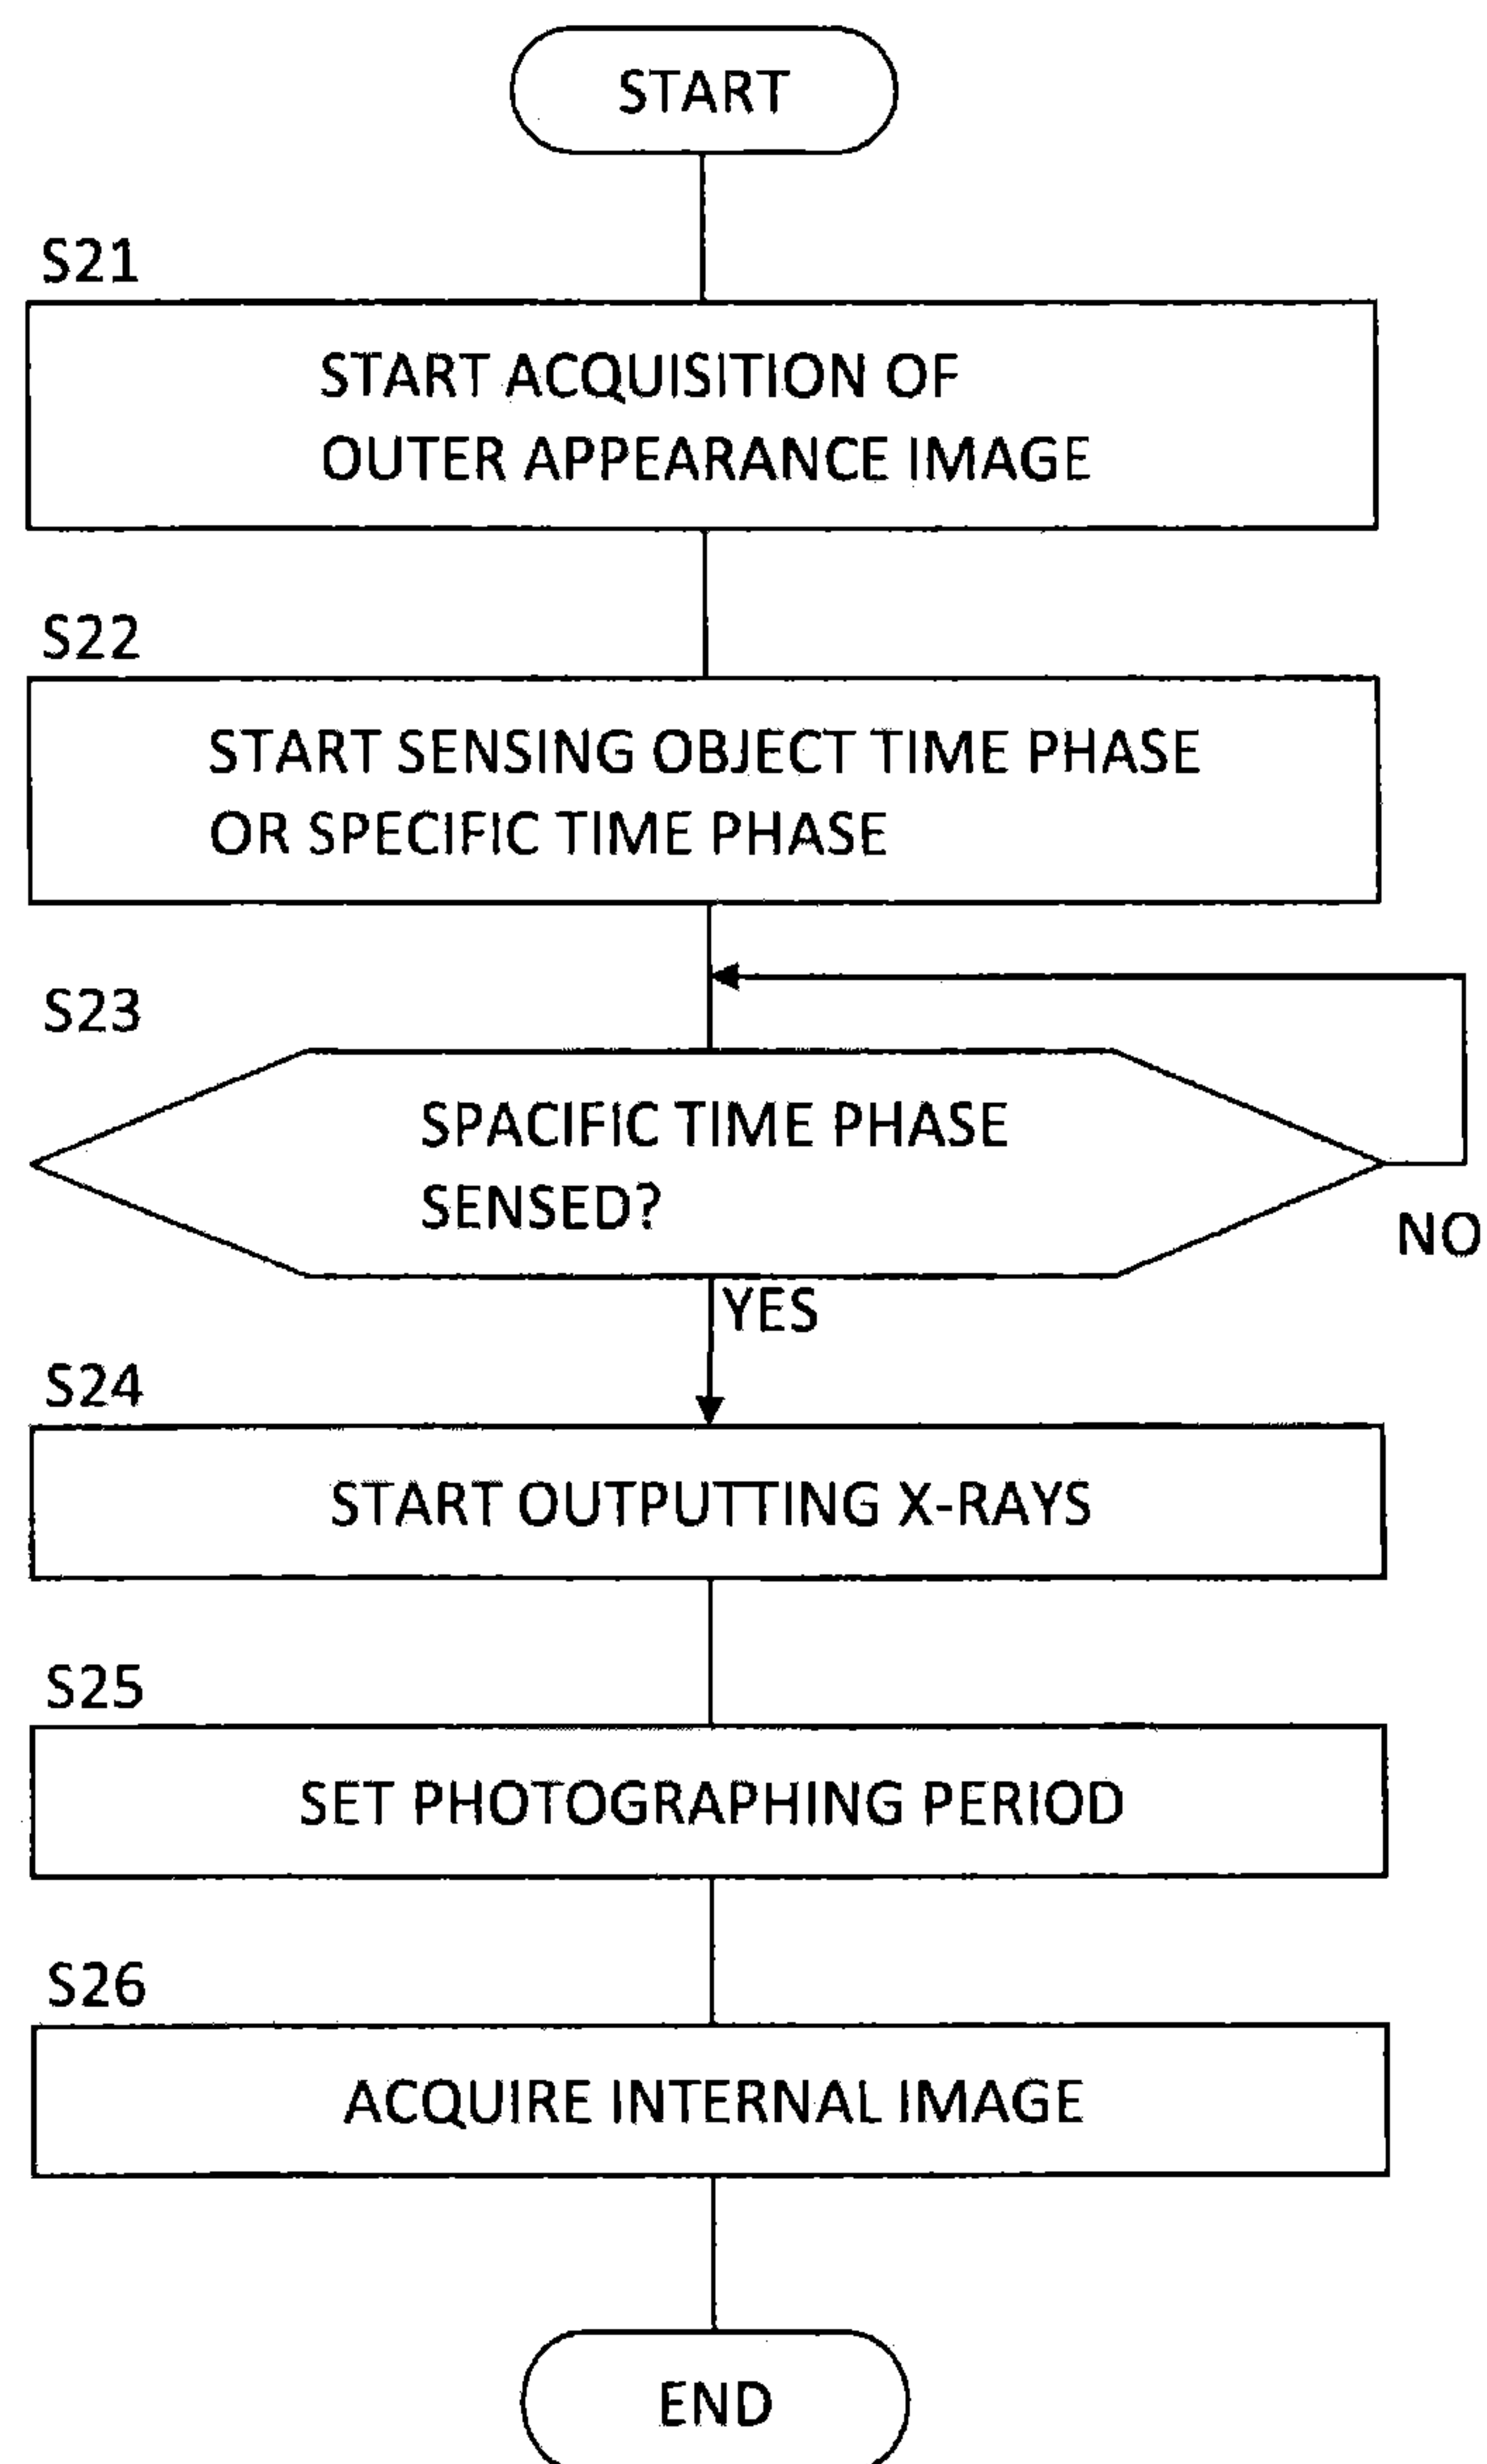 START
S21
START ACQUISITION OF
OUTER APPEARANCE IMAGE
S22
START SENSING OBJECT TIME PHASE
OR SPECIFIC TIME PHASE
S23
SPACIFIC TIME PHASE
SENSED?
NO
YES
S24
START OUTPUTTING X-RAYS
S25
SET PHOTOGRAPHING PERIOD
S26
ACQUIRE INTERNAL IMAGE
END